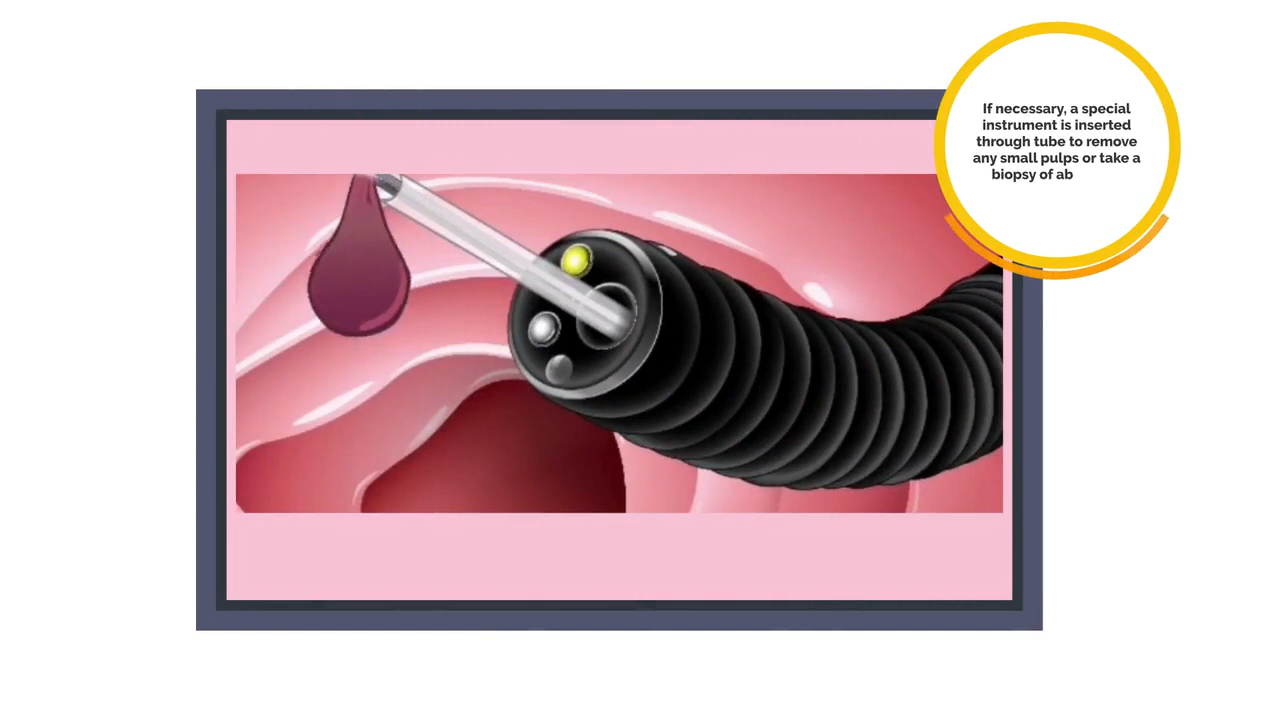 If necessary, a special
instrument is inserted
through tube to remove
any small pulps or take a
biopsy of ab